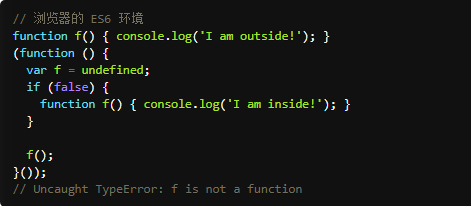 // 浏览器的 ES6 环境
function f() { console.log('I am outside!'); }
(function () {
  var f = undefined;
  if (false) {
    function f() { console.log('I am inside!'); }
  }

  f();
}());
// Uncaught TypeError: f is not a function